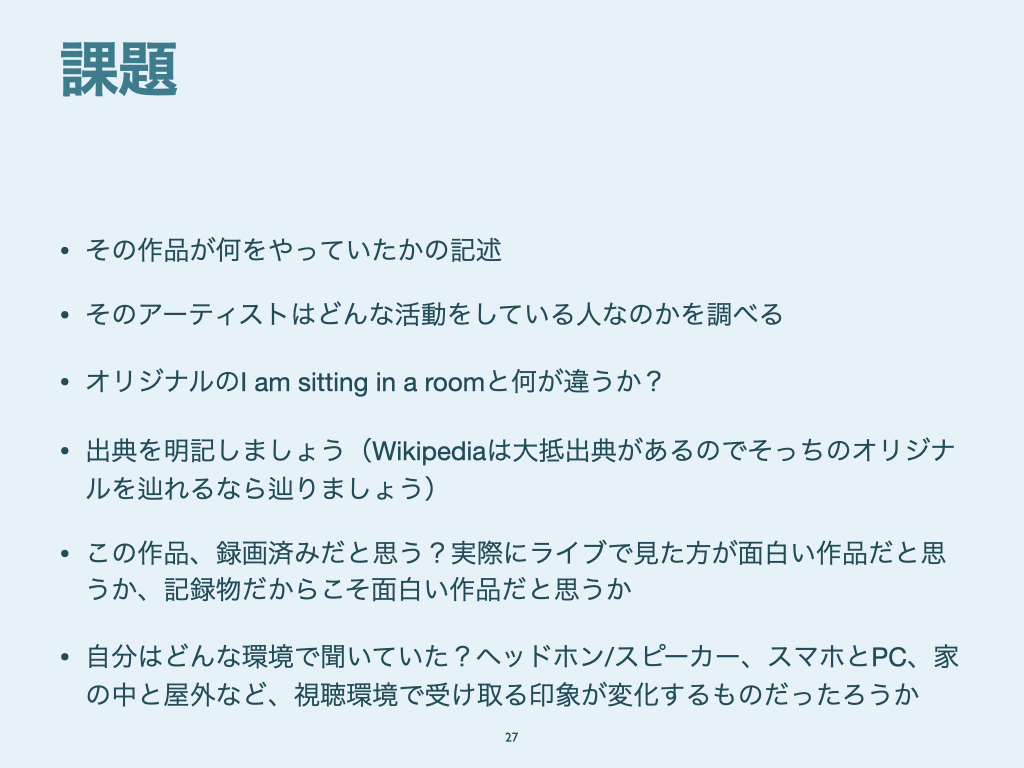 課題
• その作品が何をやっていたかの記述
• そのアーティストはどんな活動をしている人なのかを調べる
• オリジナルのI am sitting in a roomと何が違うか？
• 出典を明記しましょう（Wikipediaは大抵出典があるのでそっちのオリジナ
ルを辿れるなら辿りましょう）
• この作品、録画済みだと思う？実際にライブで見た方が面白い作品だと思
うか、記録物だからこそ面白い作品だと思うか
• 自分はどんな環境で聞いていた？ヘッドホン/スピーカー、スマホとPC、家
の中と屋外など、視聴環境で受け取る印象が変化するものだったろうか
27